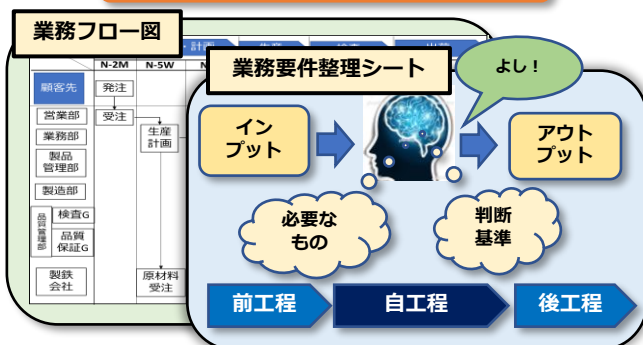 業務フロー図
計画
N-2M
N-5W
顧客先
発注
営業部
受注
業務部
生産
計画
製品
管理部
製造部
品質管理部
検査G
品質
保証G
製鉄
会社
原材料
受注
業務要件整理シート
よし！
イン
プット
アウト
プット
必要な
もの
判断
基準
前工程
自工程
後工程